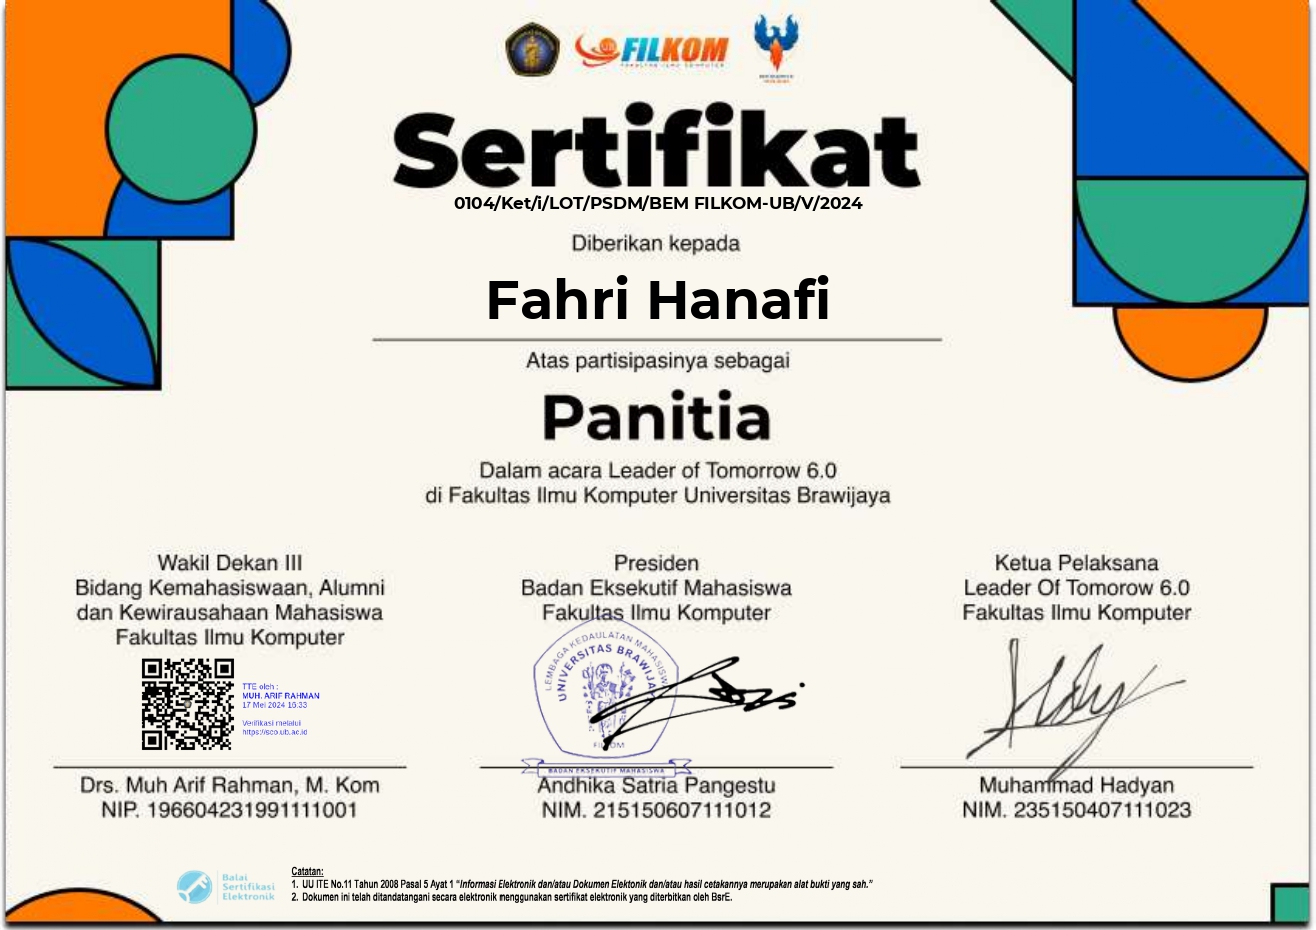 UB FILKOM
FAKULTAS ILMU KOMPUTER
Sertifikat
0104/Ket/i/LOT/PSDM/BEM FILKOM-UB/V/2024
Diberikan kepada
Fahri Hanafi
Atas partisipasinya sebagai
Panitia
Dalam acara Leader of Tomorrow 6.0
di Fakultas Ilmu Komputer Universitas Brawijaya
Wakil Dekan III
Bidang Kemahasiswaan, Alumni
dan Kewirausahaan Mahasiswa
Fakultas Ilmu Komputer
TTE oleh :
MUH. ARIF RAHMAN
17 Mei 2024 16:33
Verifikasi melalui
https://sco.ub.ac.id
Drs. Muh Arif Rahman, M. Kom
NIP. 196604231991111001
Presiden
Badan Eksekutif Mahasiswa
Fakultas Ilmu Komputer
LEMBAGA KEDAULATAN MAHASISWA
UNIVERSITAS BRAWIJAYA
FILKOM
BADAN EKSEKUTIF MAHASISWA
Andhika Satria Pangestu
NIM. 215150607111012
Ketua Pelaksana
Leader Of Tomorow 6.0
Fakultas Ilmu Komputer
Muhammad Hadyan
NIM. 235150407111023
Balai
Sertifikasi
Elektronik
Catatan:
1. UU ITE No.11 Tahun 2008 Pasal 5 Ayat 1 "Informasi Elektronik dan/atau Dokumen Elektonik dan/atau hasil cetakannya merupakan alat bukti yang sah."
2. Dokumen ini telah ditandatangani secara elektronik menggunakan sertifikat elektronik yang diterbitkan oleh BsrE.